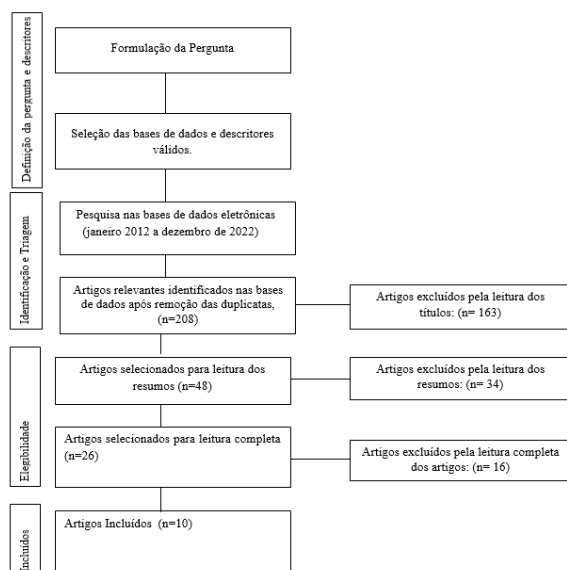 Definição da pergunta e descritores
Formulação da Pergunta
Seleção das bases de dados e descritores
válidos.
Identificação e Triagem
Pesquisa nas bases de dados eletrônicas
(janeiro 2012 a dezembro de 2022)
Artigos relevantes identificados nas bases
de dados após remoção das duplicatas,
(n=208)
Artigos excluídos pela leitura dos
títulos: (n= 163)
Elegibilidade
Artigos selecionados para leitura dos
resumos (n=48)
Artigos excluídos pela leitura dos
resumos: (n= 34)
Artigos selecionados para leitura completa
(n=26)
Artigos excluídos pela leitura completa
dos artigos: (n= 16)
Incluídos
Artigos Incluídos (n=10)